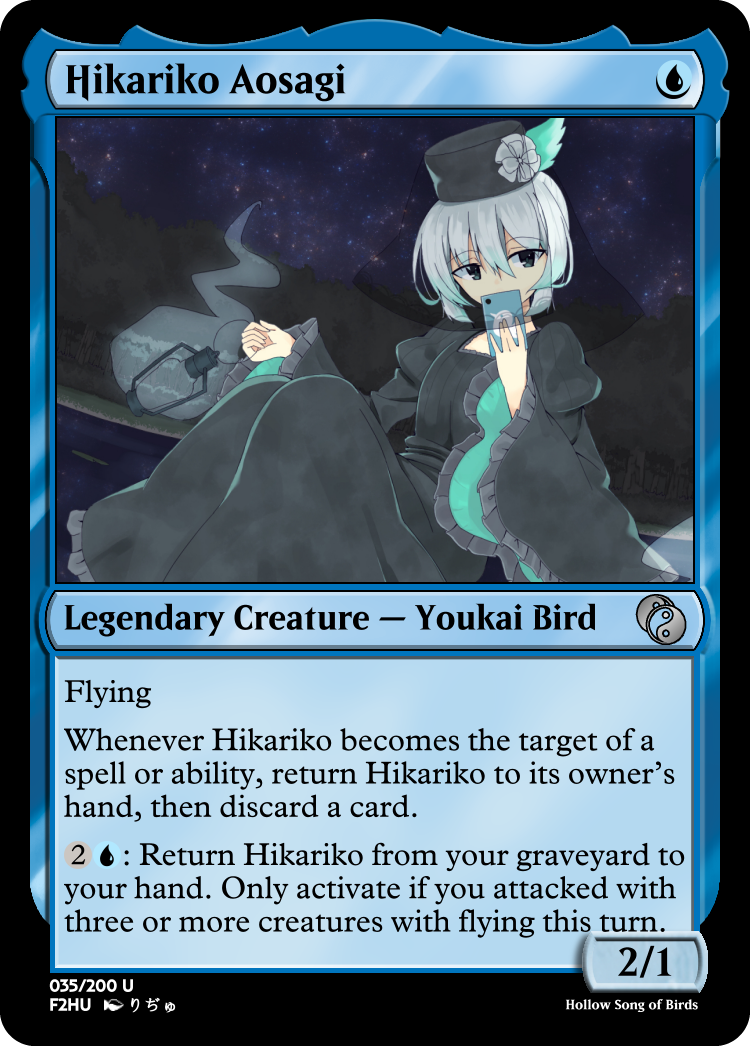 Hikariko Aosagi
Legendary Creature — Youkai Bird
Flying
Whenever Hikariko becomes the target of a
spell or ability, return Hikariko to its owner's
hand, then discard a card.
2 : Return Hikariko from your graveyard to
your hand. Only activate if you attacked with
three or more creatures with flying this turn.
2/1
035/200 U
F2HU りぢゅ
Hollow Song of Birds